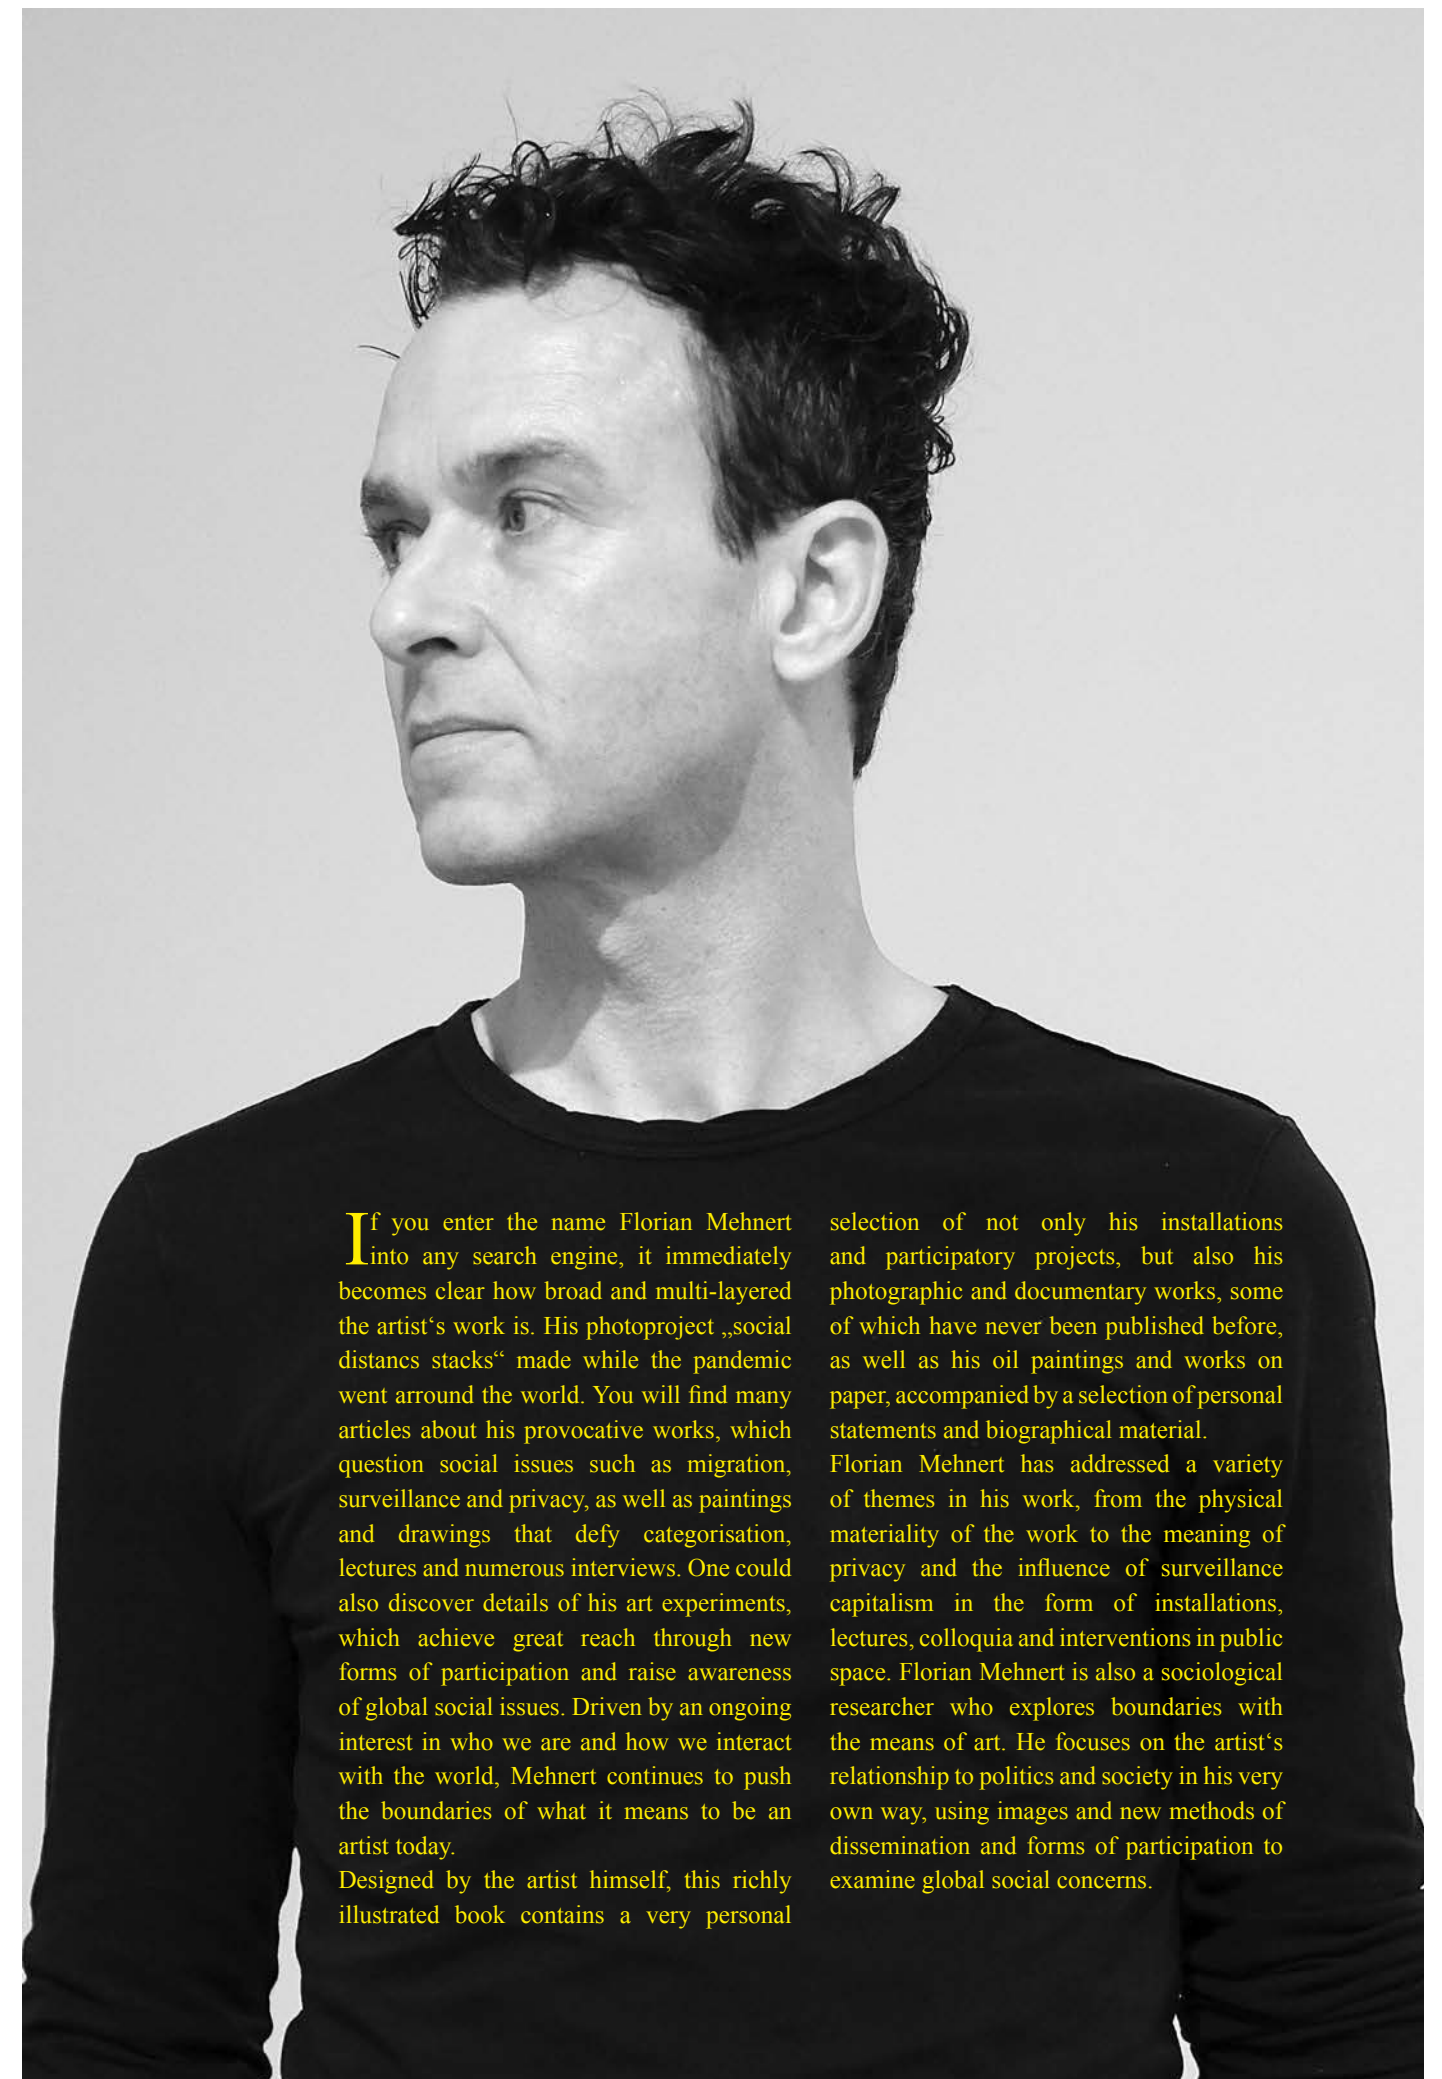 If you enter the name Florian Mehnert
into any search engine, it immediately
becomes clear how broad and multi-layered
the artist‘s work is. His photoproject „social
distancs stacks“ made while the pandemic
went arround the world. You will find many
articles about his provocative works, which
question social issues such as migration,
surveillance and privacy, as well as paintings
and drawings that defy categorisation,
lectures and numerous interviews. One could
also discover details of his art experiments,
which achieve great reach through new
forms of participation and raise awareness
of global social issues. Driven by an ongoing
interest in who we are and how we interact
with the world, Mehnert continues to push
the boundaries of what it means to be an
artist today.
Designed by the artist himself, this richly
illustrated book contains a very personal
selection of not only his installations
and participatory projects, but also his
photographic and documentary works, some
of which have never been published before,
as well as his oil paintings and works on
paper, accompanied by a selection of personal
statements and biographical material.
Florian Mehnert has addressed a variety
of themes in his work, from the physical
materiality of the work to the meaning of
privacy and the influence of surveillance
capitalism in the form of installations,
lectures, colloquia and interventions in public
space. Florian Mehnert is also a sociological
researcher who explores boundaries with
the means of art. He focuses on the artist‘s
relationship to politics and society in his very
own way, using images and new methods of
dissemination and forms of participation to
examine global social concerns.